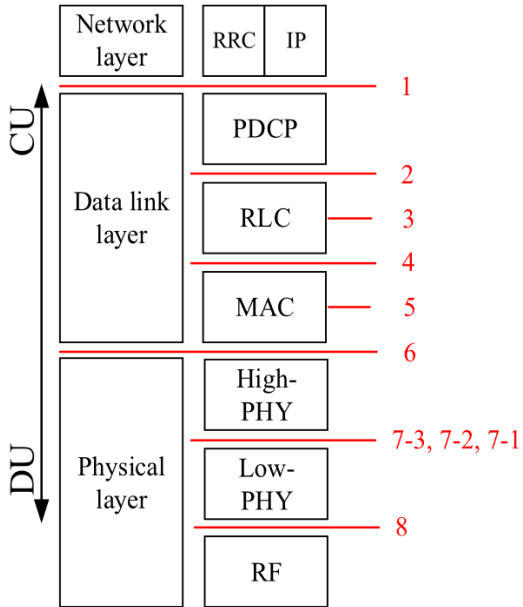 Network
layer
RRC
IP
1
CU
PDCP
2
Data link
layer
RLC
3
4
MAC
5
6
High-
PHY
7-3, 7-2, 7-1
DU
Physical
layer
Low-
PHY
8
RF